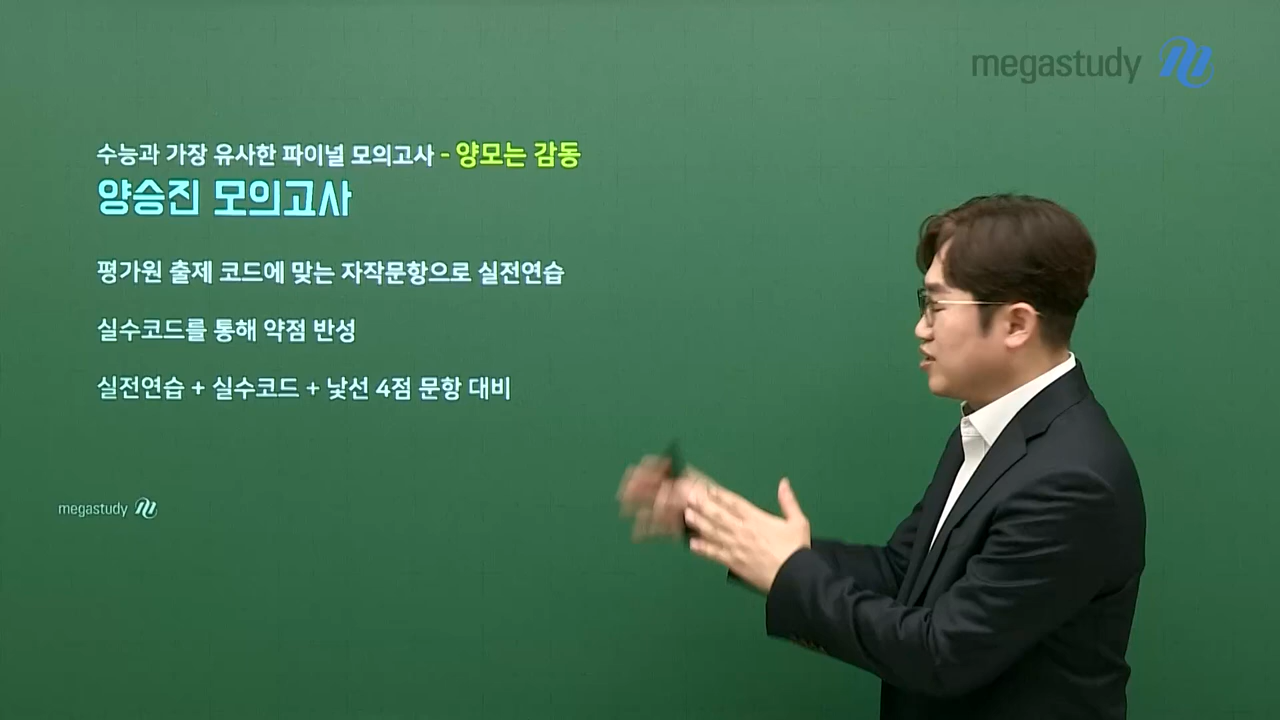 megastudy
수능과 가장 유사한 파이널 모의고사 - 양모는 감동
양승진 모의고사
평가원 출제 코드에 맞는 자작문항으로 실전연습
실수코드를 통해 약점 반성
실전연습 + 실수코드 + 낯선 4점 문항 대비
megastudy